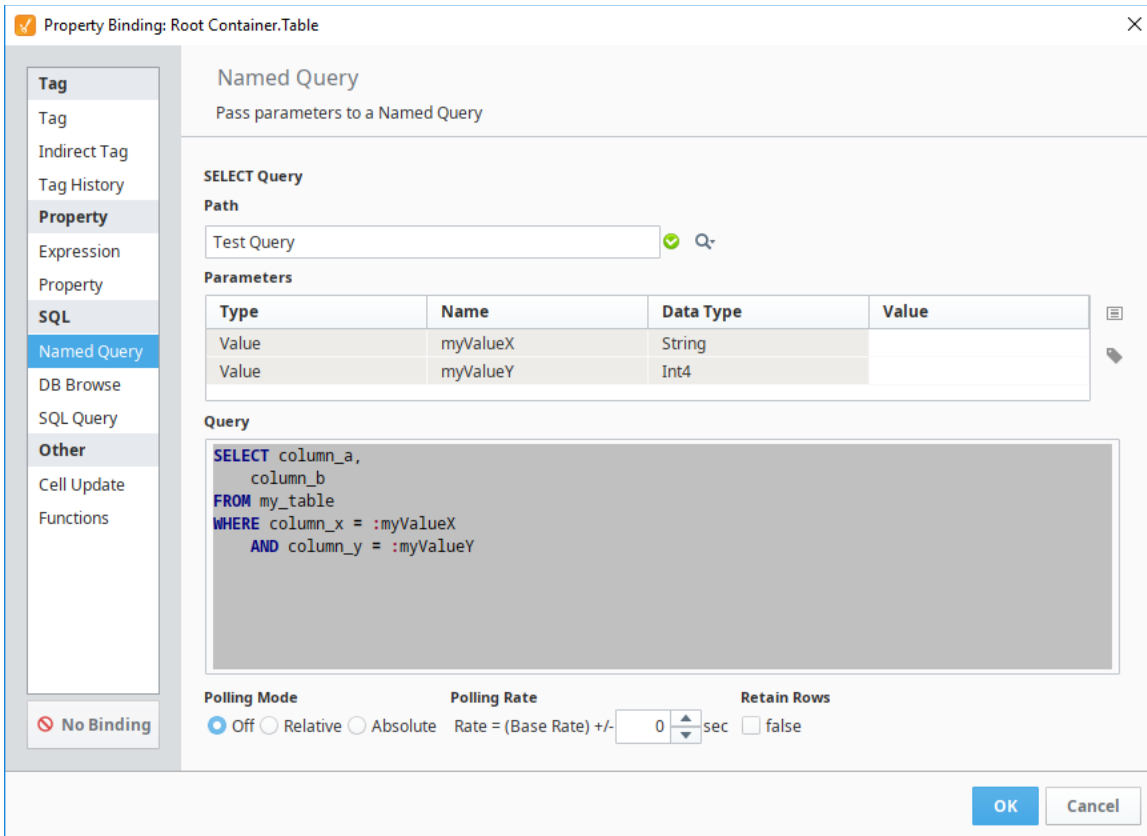 Property Binding: Root Container.Table
Tag
Tag
Indirect Tag
Tag History
Property
Expression
Property
SQL
Named Query
DB Browse
SQL Query
Other
Cell Update
Functions
No Binding
Named Query
Pass parameters to a Named Query
SELECT Query
Path
Test Query
Parameters
Type Name Data Type Value
Value myValueX String
Value myValueY Int4
Query
SELECT column_a,
    column_b
FROM my_table
WHERE column_x = :myValueX
    AND column_y = :myValueY
Polling Mode Polling Rate Retain Rows
Off Relative Absolute Rate = (Base Rate) +/- 0 sec false
OK Cancel